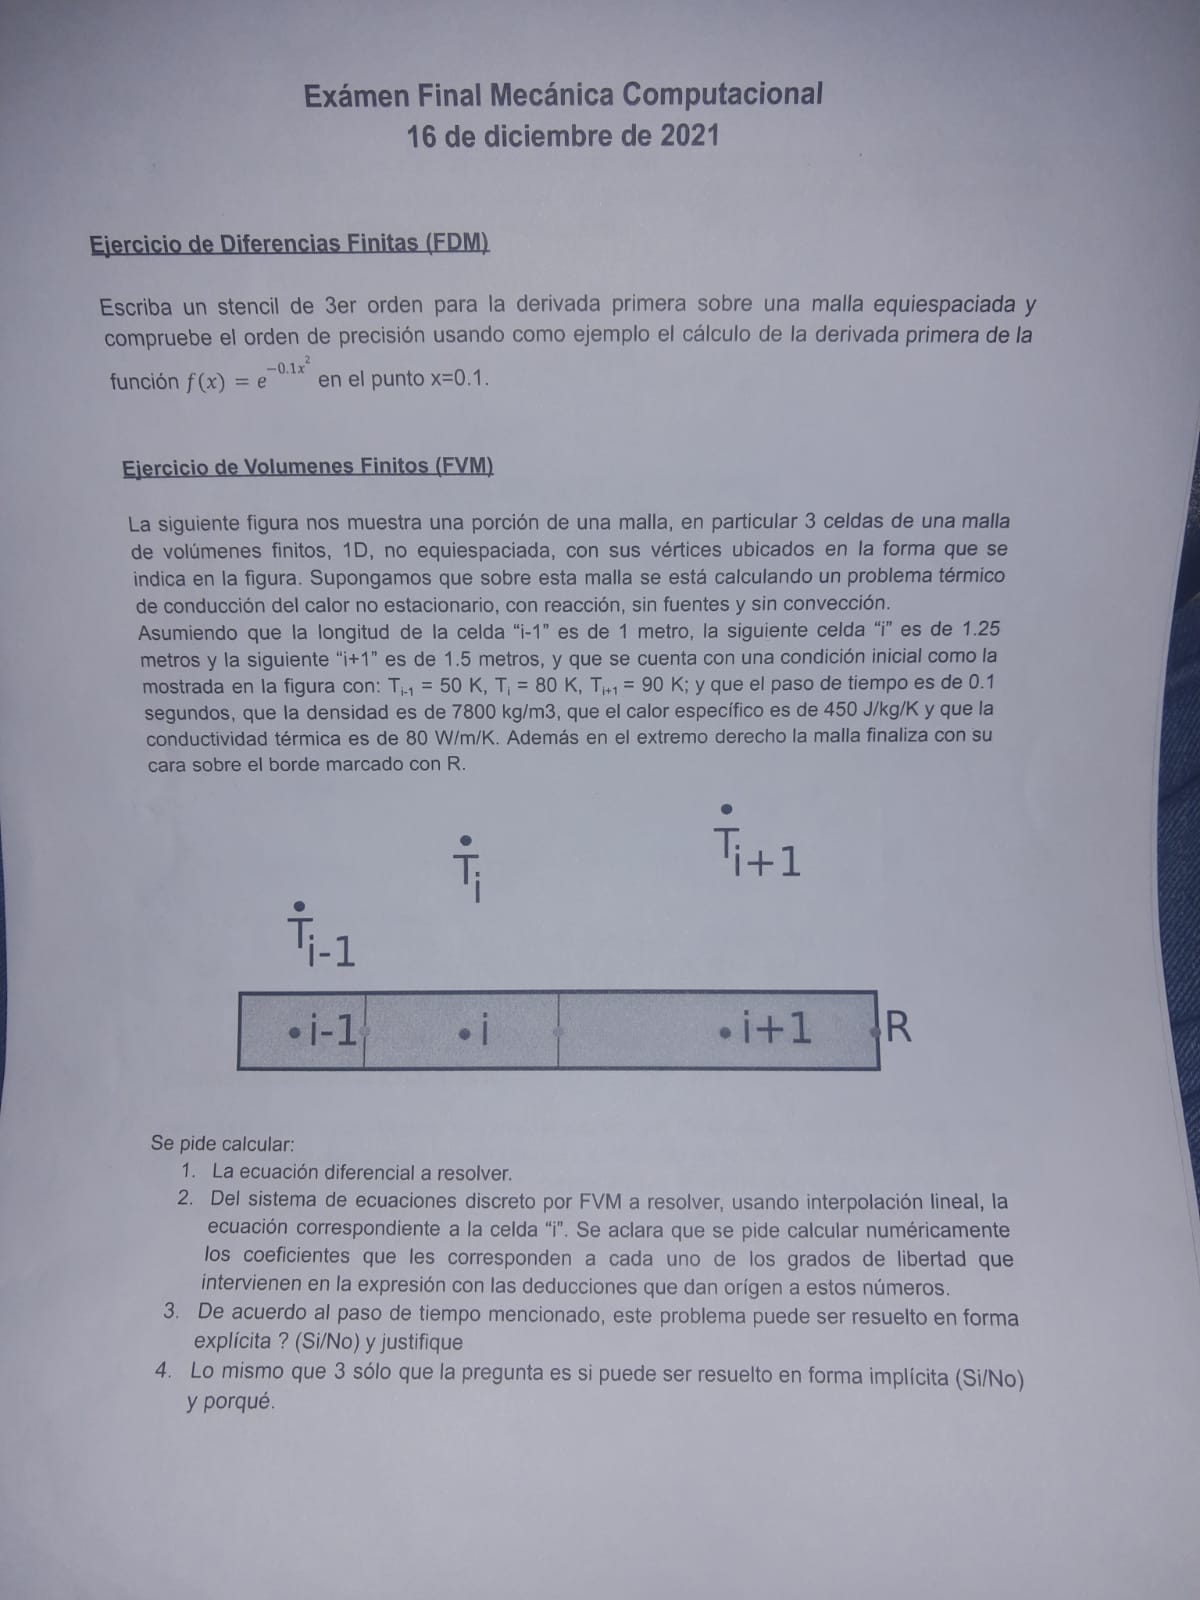 Exámen Final Mecánica Computacional
16 de diciembre de 2021
Ejercicio de Diferencias Finitas (FDM)
Escriba un stencil de 3er orden para la derivada primera sobre una malla equiespaciada y
compruebe el orden de precisión usando como ejemplo el cálculo de la derivada primera de la
función f(x) = e^{-0.1x^2} en el punto x=0.1.
Ejercicio de Volumenes Finitos (FVM)
La siguiente figura nos muestra una porción de una malla, en particular 3 celdas de una malla
de volúmenes finitos, 1D, no equiespaciada, con sus vértices ubicados en la forma que se
indica en la figura. Supongamos que sobre esta malla se está calculando un problema térmico
de conducción del calor no estacionario, con reacción, sin fuentes y sin convección.
Asumiendo que la longitud de la celda “i-1” es de 1 metro, la siguiente celda “i” es de 1.25
metros y la siguiente “i+1” es de 1.5 metros, y que se cuenta con una condición inicial como la
mostrada en la figura con: T_{i-1} = 50 K, T_i = 80 K, T_{i+1} = 90 K; y que el paso de tiempo es de 0.1
segundos, que la densidad es de 7800 kg/m3, que el calor específico es de 450 J/kg/K y que la
conductividad térmica es de 80 W/m/K. Además en el extremo derecho la malla finaliza con su
cara sobre el borde marcado con R.
T_{i+1}
T_i
T_{i-1}
i-1 i i+1 R
Se pide calcular:
1. La ecuación diferencial a resolver.
2. Del sistema de ecuaciones discreto por FVM a resolver, usando interpolación lineal, la
ecuación correspondiente a la celda “i”. Se aclara que se pide calcular numéricamente
los coeficientes que les corresponden a cada uno de los grados de libertad que
intervienen en la expresión con las deducciones que dan orígen a estos números.
3. De acuerdo al paso de tiempo mencionado, este problema puede ser resuelto en forma
explícita ? (Si/No) y justifique
4. Lo mismo que 3 sólo que la pregunta es si puede ser resuelto en forma implícita (Si/No)
y porqué.